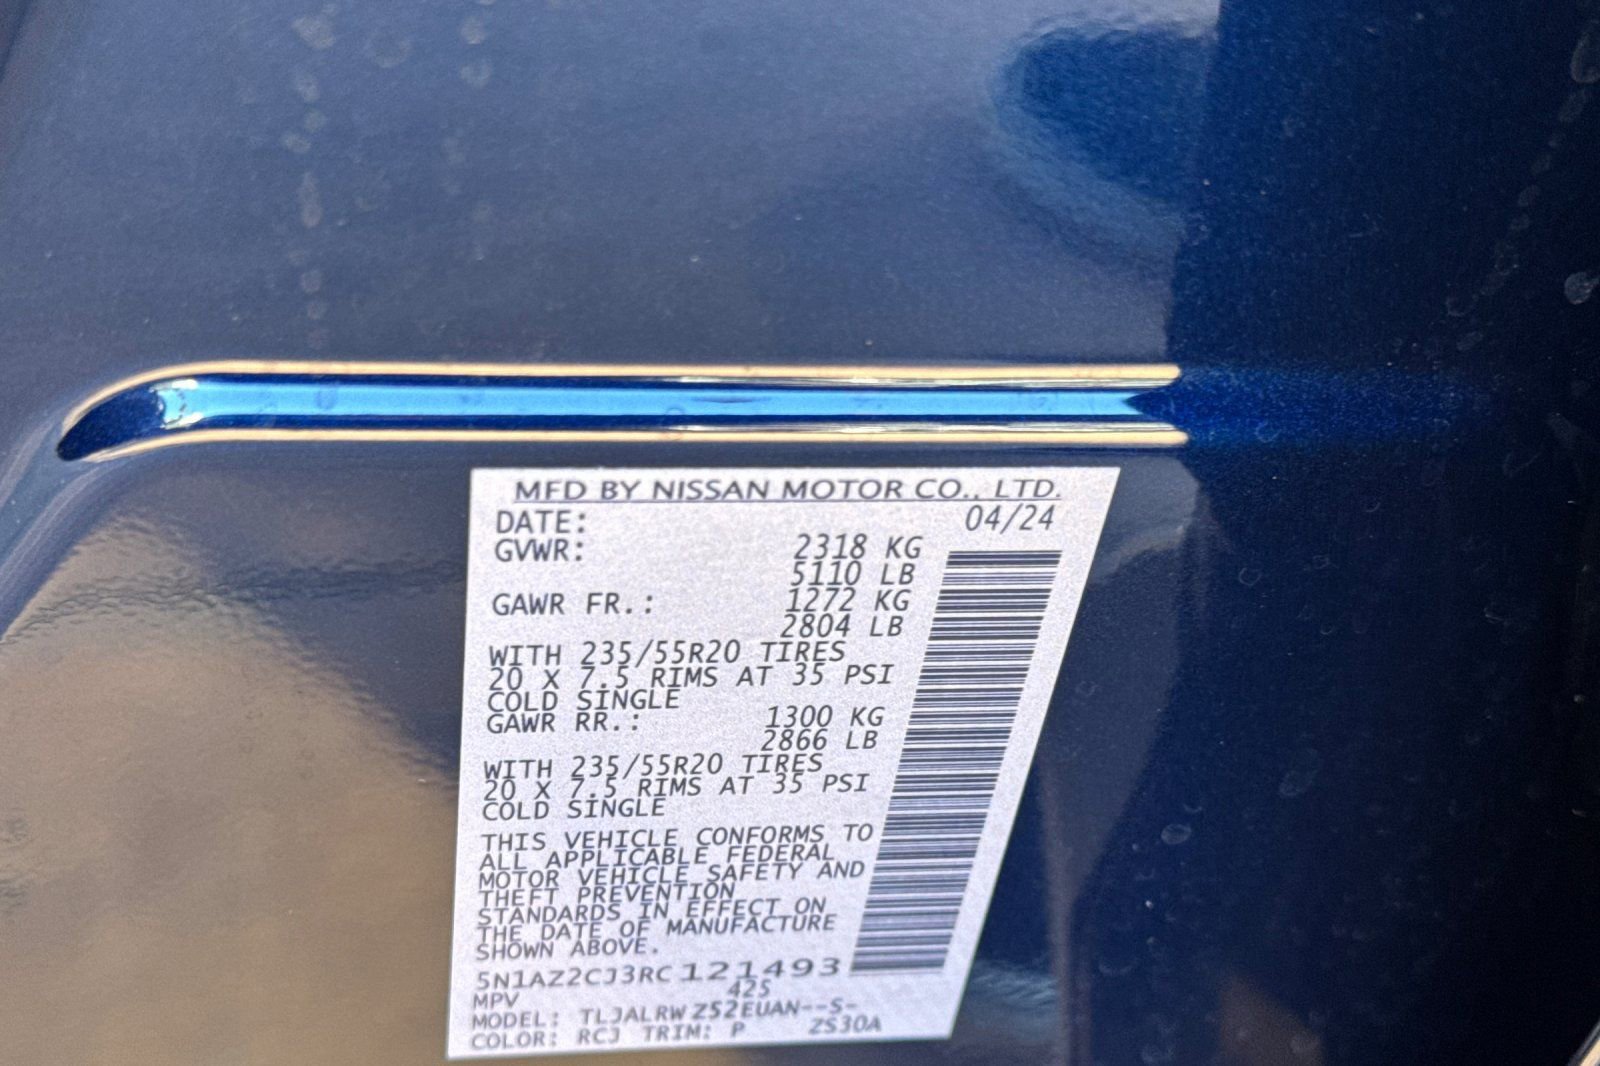 MFD BY NISSAN MOTOR CO., LTD.
DATE: 04/24
GVWR: 2318 KG
5110 LB
GAWR FR.: 1272 KG
2804 LB
WITH 235/55R20 TIRES
20 X 7.5 RIMS AT 35 PSI
COLD SINGLE
GAWR RR.: 1300 KG
2866 LB
WITH 235/55R20 TIRES
20 X 7.5 RIMS AT 35 PSI
COLD SINGLE
THIS VEHICLE CONFORMS TO
ALL APPLICABLE FEDERAL
MOTOR VEHICLE SAFETY AND
THEFT PREVENTION
STANDARDS IN EFFECT ON
THE DATE OF MANUFACTURE
SHOWN ABOVE.
5N1AZ2CJ3RC121493
MPV 425
MODEL: TLJALRWZ52EUAN--S-
COLOR: RCJ TRIM: P ZS30A